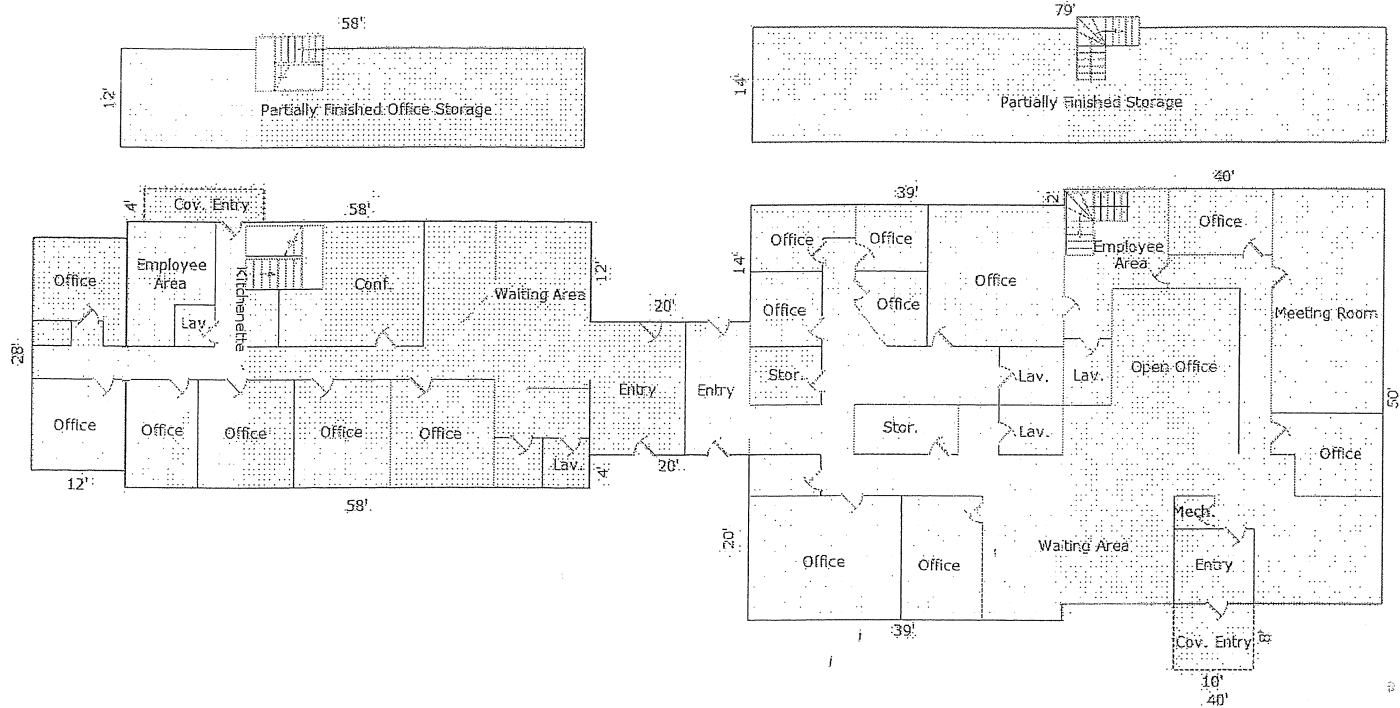 58'
79'
12'
Partially Finished Office Storage
14'
Partially Finished Storage
4'
Cov. Entry
58'
39'
2'
40'
Office
Employee
Area
Lav.
Kitchenette
Conf.
Waiting Area
12'
14'
Office
Office
Office
Office
Office
Employee
Area
Office
Meeting Room
28'
20'
Entry
Entry
Stor.
Lav.
Lav.
Open Office
50'
Office
Office
Office
Office
Office
Lav.
4'
20'
Stor.
Lav.
Office
12'
58'
20'
Office
Office
Waiting Area
Mech.
Entry
39'
Cov. Entry
8'
10'
40'